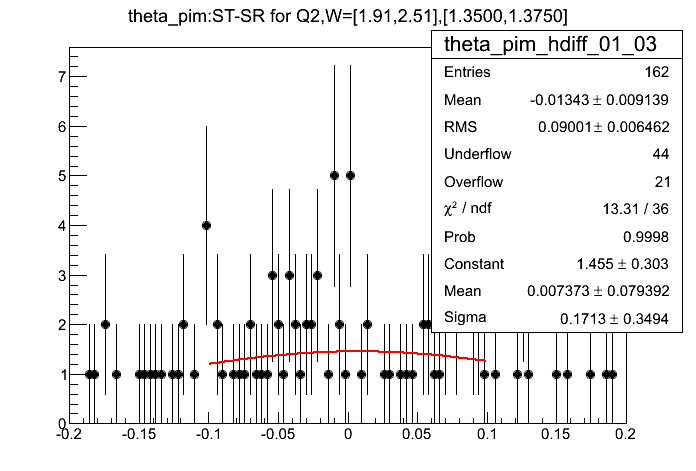 theta_pim:ST-SR for Q2,W=[1.91,2.51],[1.3500,1.3750]
theta_pim_hdiff_01_03
Entries 162
Mean -0.01343 ± 0.009139
RMS 0.09001 ± 0.006462
Underflow 44
Overflow 21
χ² / ndf 13.31 / 36
Prob 0.9998
Constant 1.455 ± 0.303
Mean 0.007373 ± 0.079392
Sigma 0.1713 ± 0.3494
7
6
5
4
3
2
1
0
-0.2 -0.15 -0.1 -0.05 0 0.05 0.1 0.15 0.2